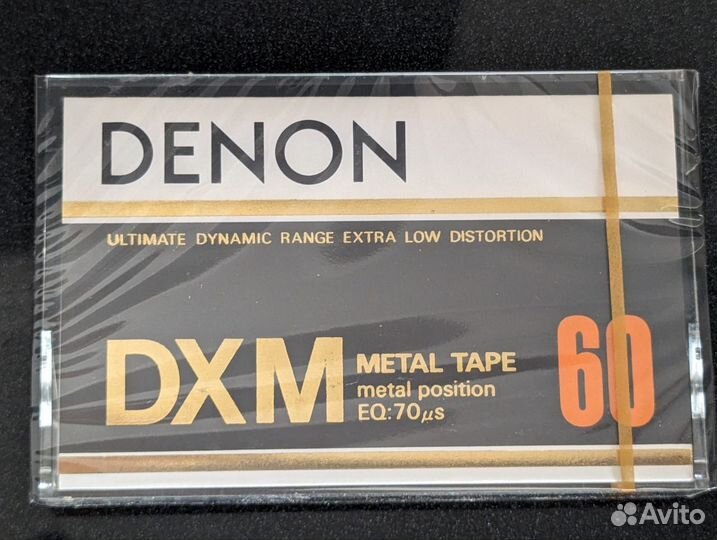 DENON
ULTIMATE DYNAMIC RANGE EXTRA LOW DISTORTION
DXM METAL TAPE 60
metal position
EQ:70μs
Avito